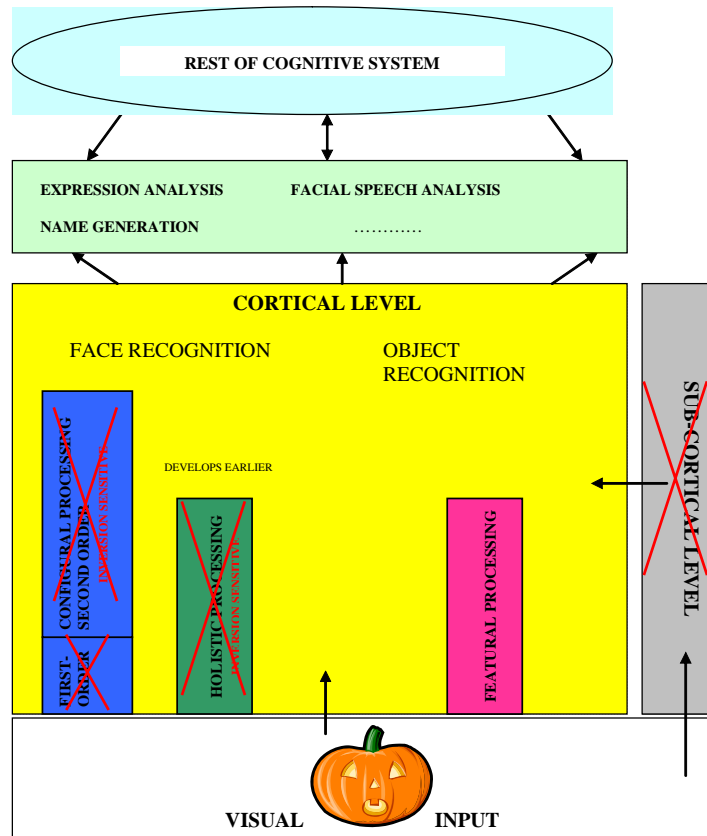 REST OF COGNITIVE SYSTEM
EXPRESSION ANALYSIS FACIAL SPEECH ANALYSIS
NAME GENERATION …………
CORTICAL LEVEL
FACE RECOGNITION
OBJECT
RECOGNITION
CONFIGURAL PROCESSING
SECOND ORDER
INVERSION SENSITIVE
FIRST-
ORDER
DEVELOPS EARLIER
HOLISTIC PROCESSING
INVERSION SENSITIVE
FEATURAL PROCESSING
SUB-CORTICAL LEVEL
VISUAL INPUT